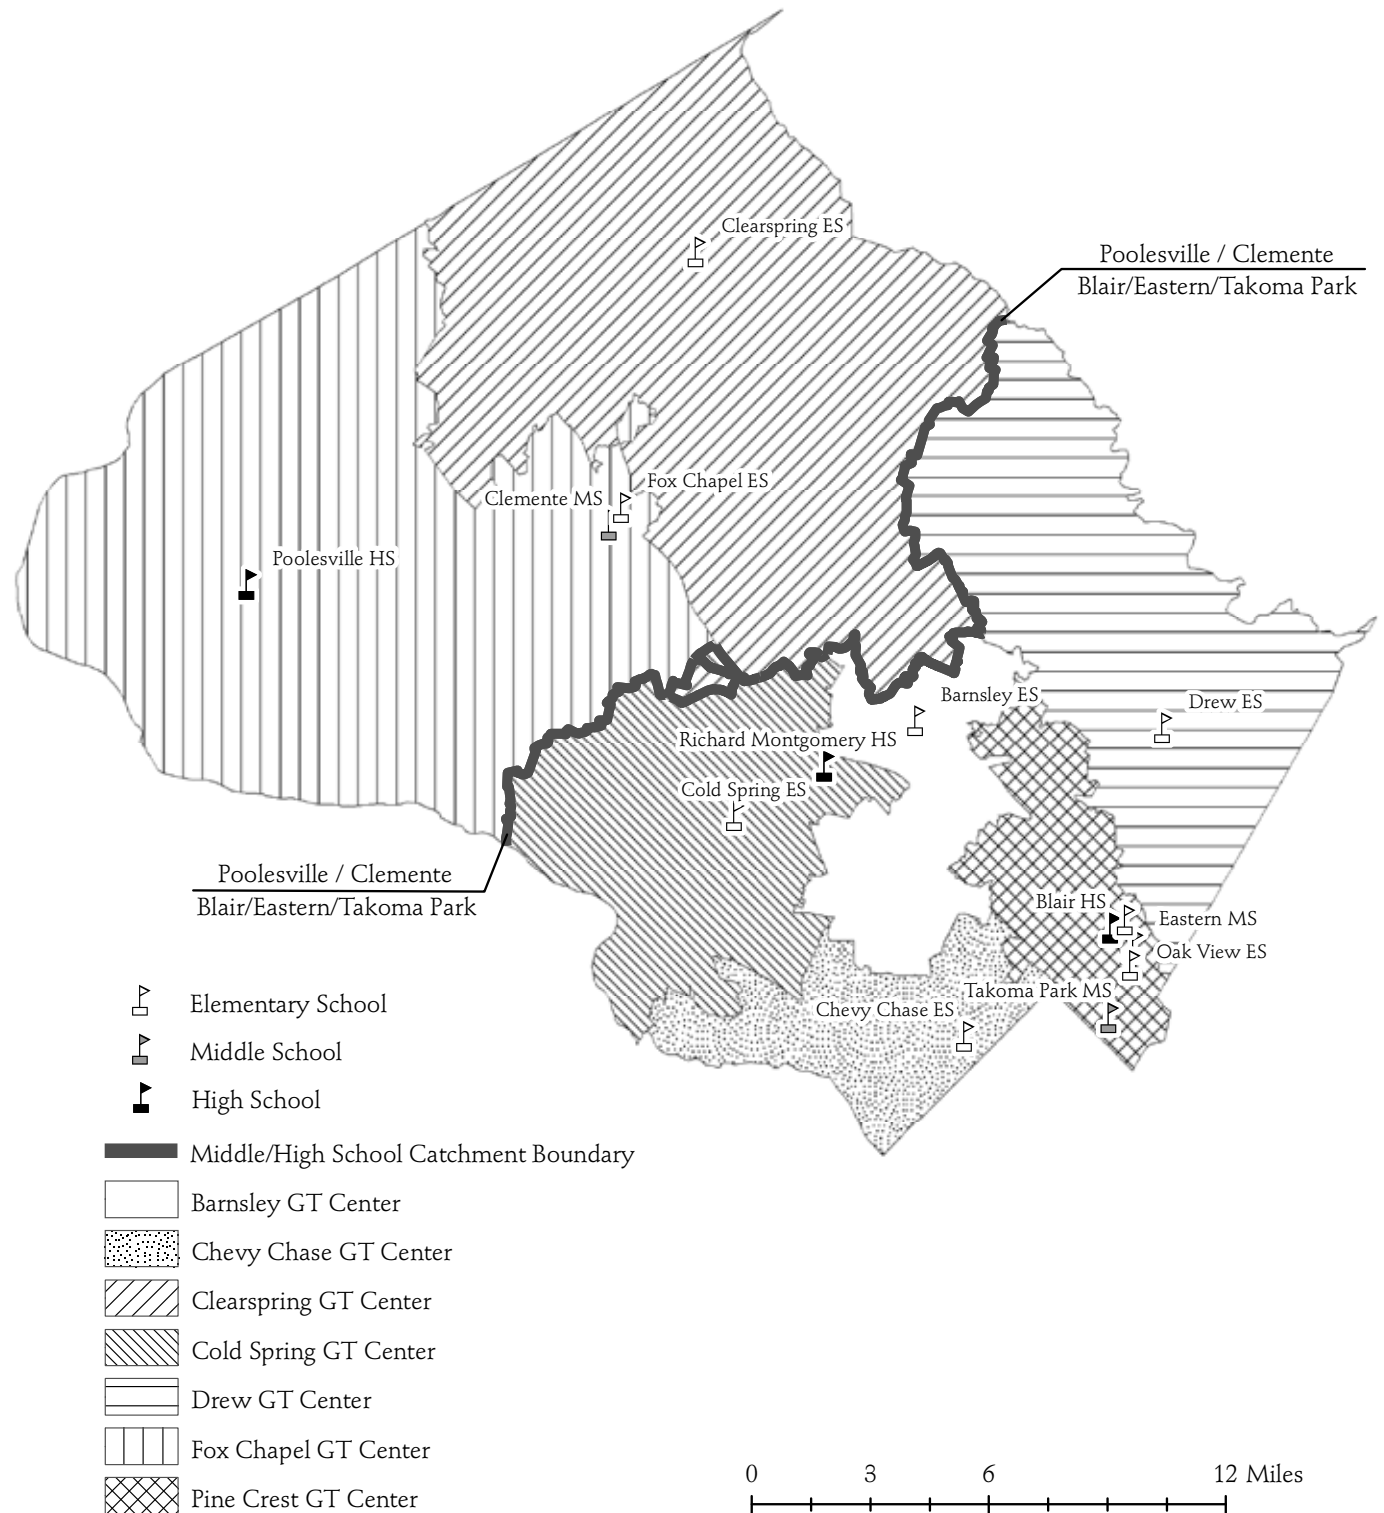 Clearspring ES
Poolesville / Clemente
Blair/Eastern/Takoma Park
Fox Chapel ES
Clemente MS
Poolesville HS
Barnsley ES
Drew ES
Richard Montgomery HS
Cold Spring ES
Poolesville / Clemente
Blair/Eastern/Takoma Park
Blair HS
Eastern MS
Oak View ES
Takoma Park MS
Chevy Chase ES
Elementary School
Middle School
High School
Middle/High School Catchment Boundary
Barnsley GT Center
Chevy Chase GT Center
Clearspring GT Center
Cold Spring GT Center
Drew GT Center
Fox Chapel GT Center
Pine Crest GT Center
0 3 6 12 Miles